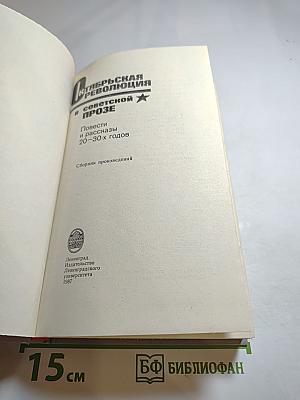 Октябрьская
революция
в советской
прозе
Повести
и рассказы
20—30-х годов
Сборник произведений
Ленинград
Издательство
Ленинградского
университета
1987
15 см
БФ БИБЛИОФАН